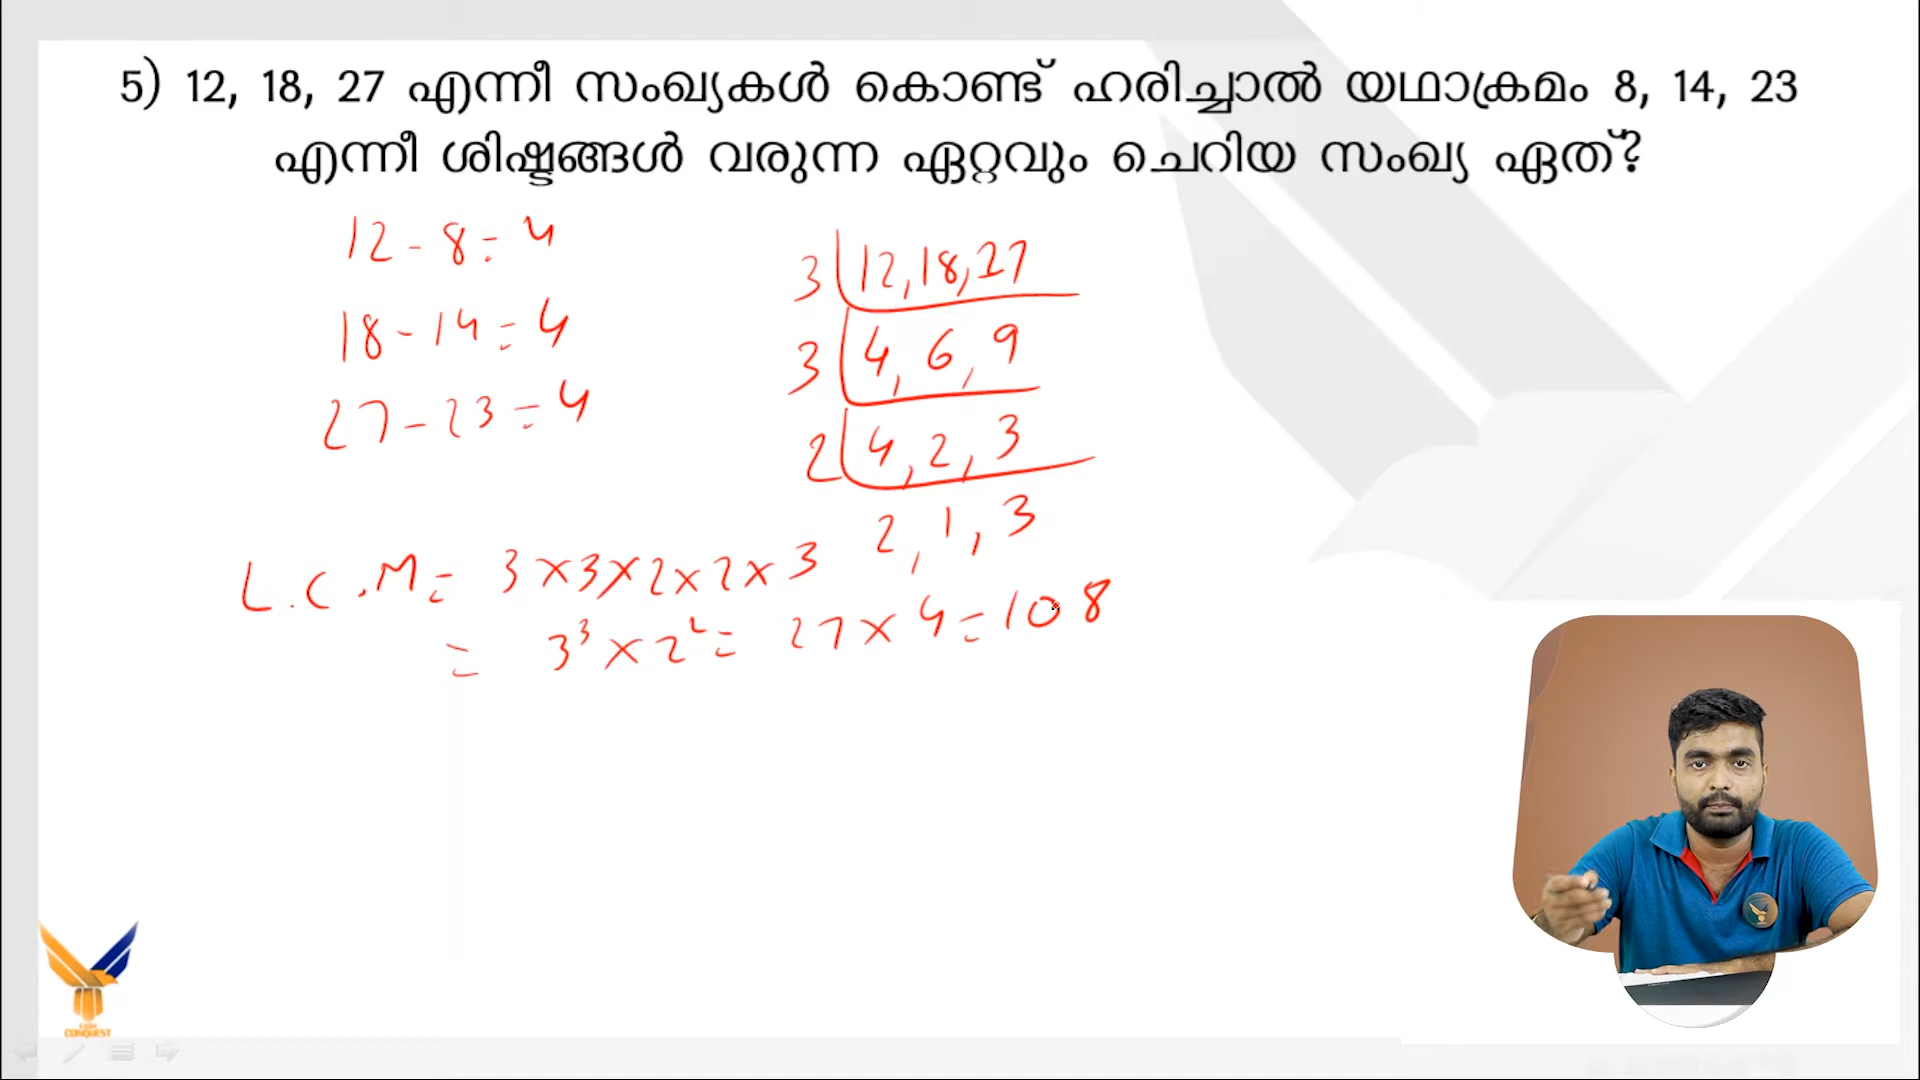 5) 12, 18, 27 എന്നീ സംഖ്യകൾ കൊണ്ട് ഹരിച്ചാൽ യഥാക്രമം 8, 14, 23
എന്നീ ശിഷ്ടങ്ങൾ വരുന്ന ഏറ്റവും ചെറിയ സംഖ്യ ഏത്?
12 - 8 = 4
18 - 14 = 4
27 - 23 = 4
3 12, 18, 27
3 4, 6, 9
2 4, 2, 3
2, 1, 3
L.C.M = 3 × 3 × 2 × 2 × 3
= 3³ × 2² = 27 × 4 = 108
CONQUEST